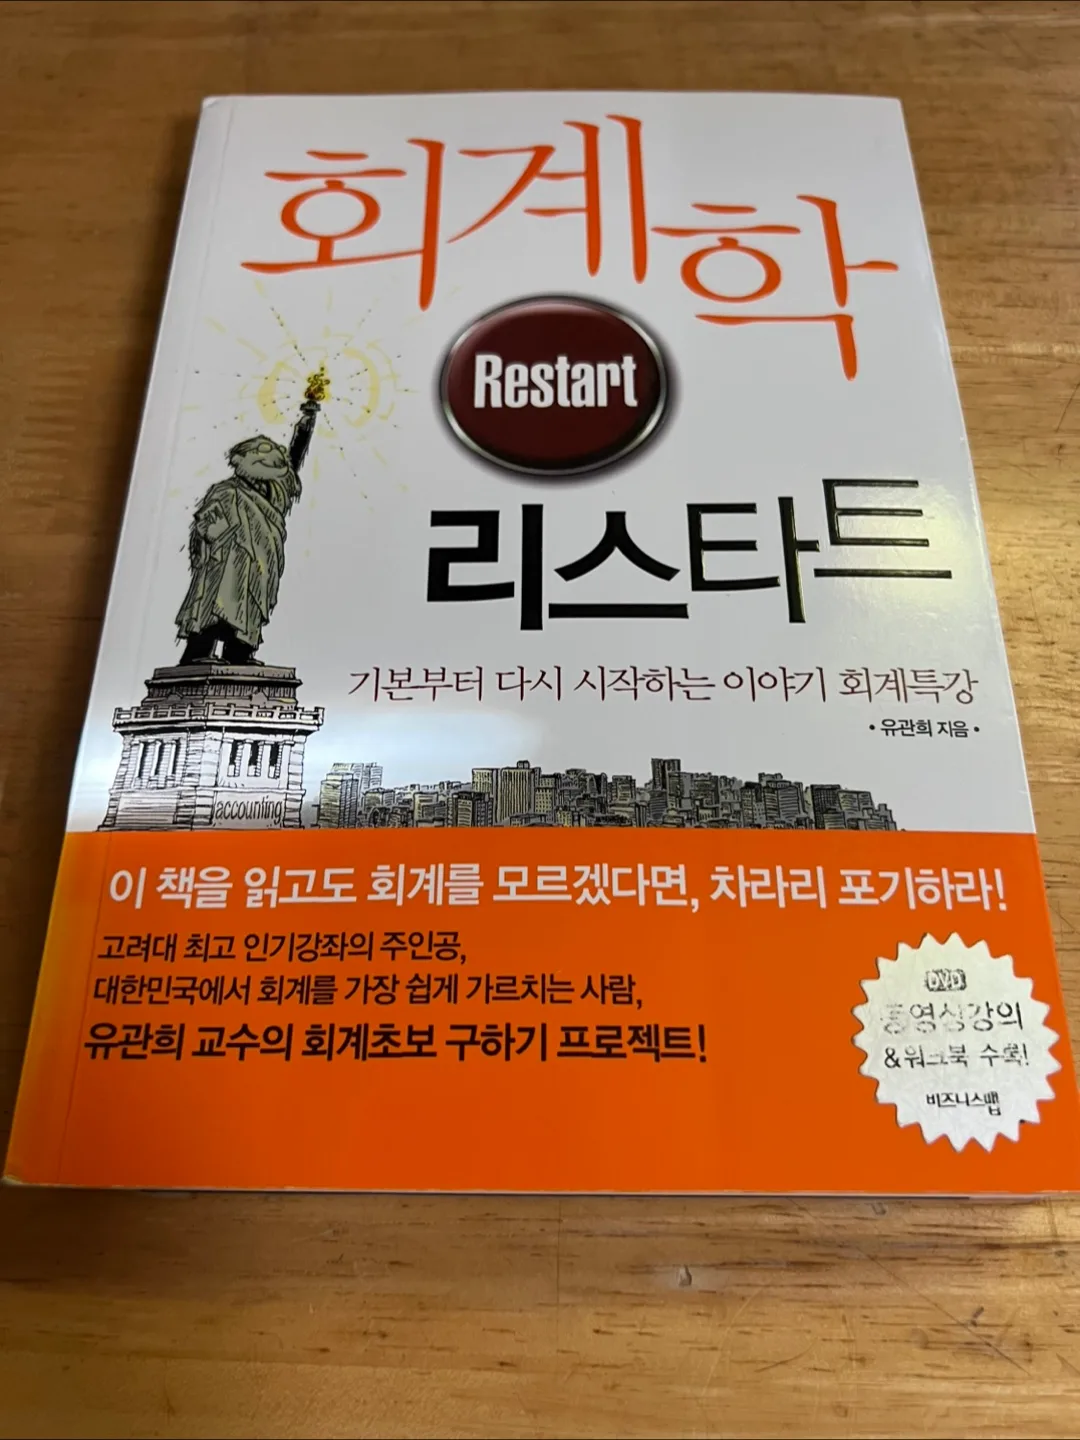 회계학
Restart
리스타트
기본부터 다시 시작하는 이야기 회계특강
• 유관희 지음 •
accounting
이 책을 읽고도 회계를 모르겠다면, 차라리 포기하라!
고려대 최고 인기강좌의 주인공,
대한민국에서 회계를 가장 쉽게 가르치는 사람,
유관희 교수의 회계초보 구하기 프로젝트!
DVD
동영상강의
&워크북 수록!
비즈니스맵